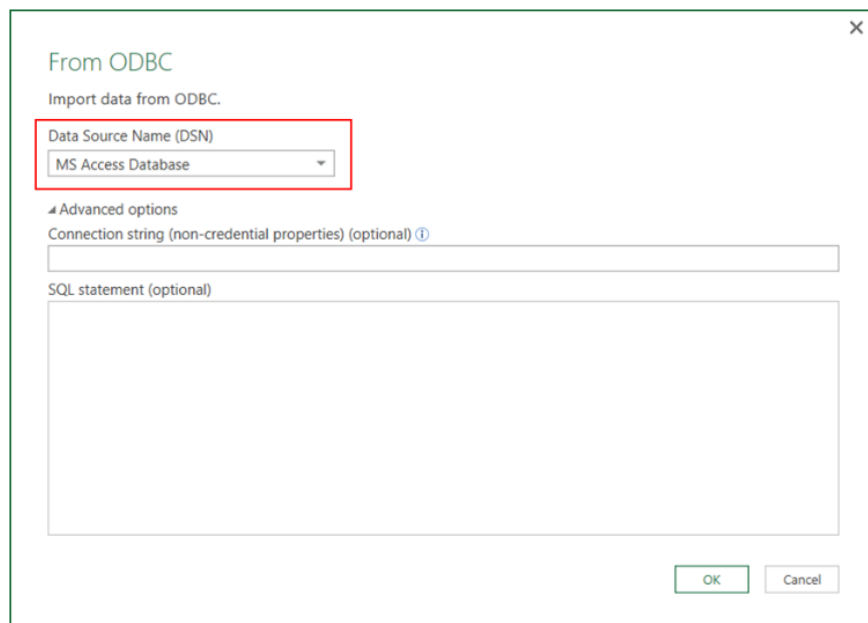 From ODBC
Import data from ODBC.
Data Source Name (DSN)
MS Access Database
Advanced options
Connection string (non-credential properties) (optional)
SQL statement (optional)
OK
Cancel